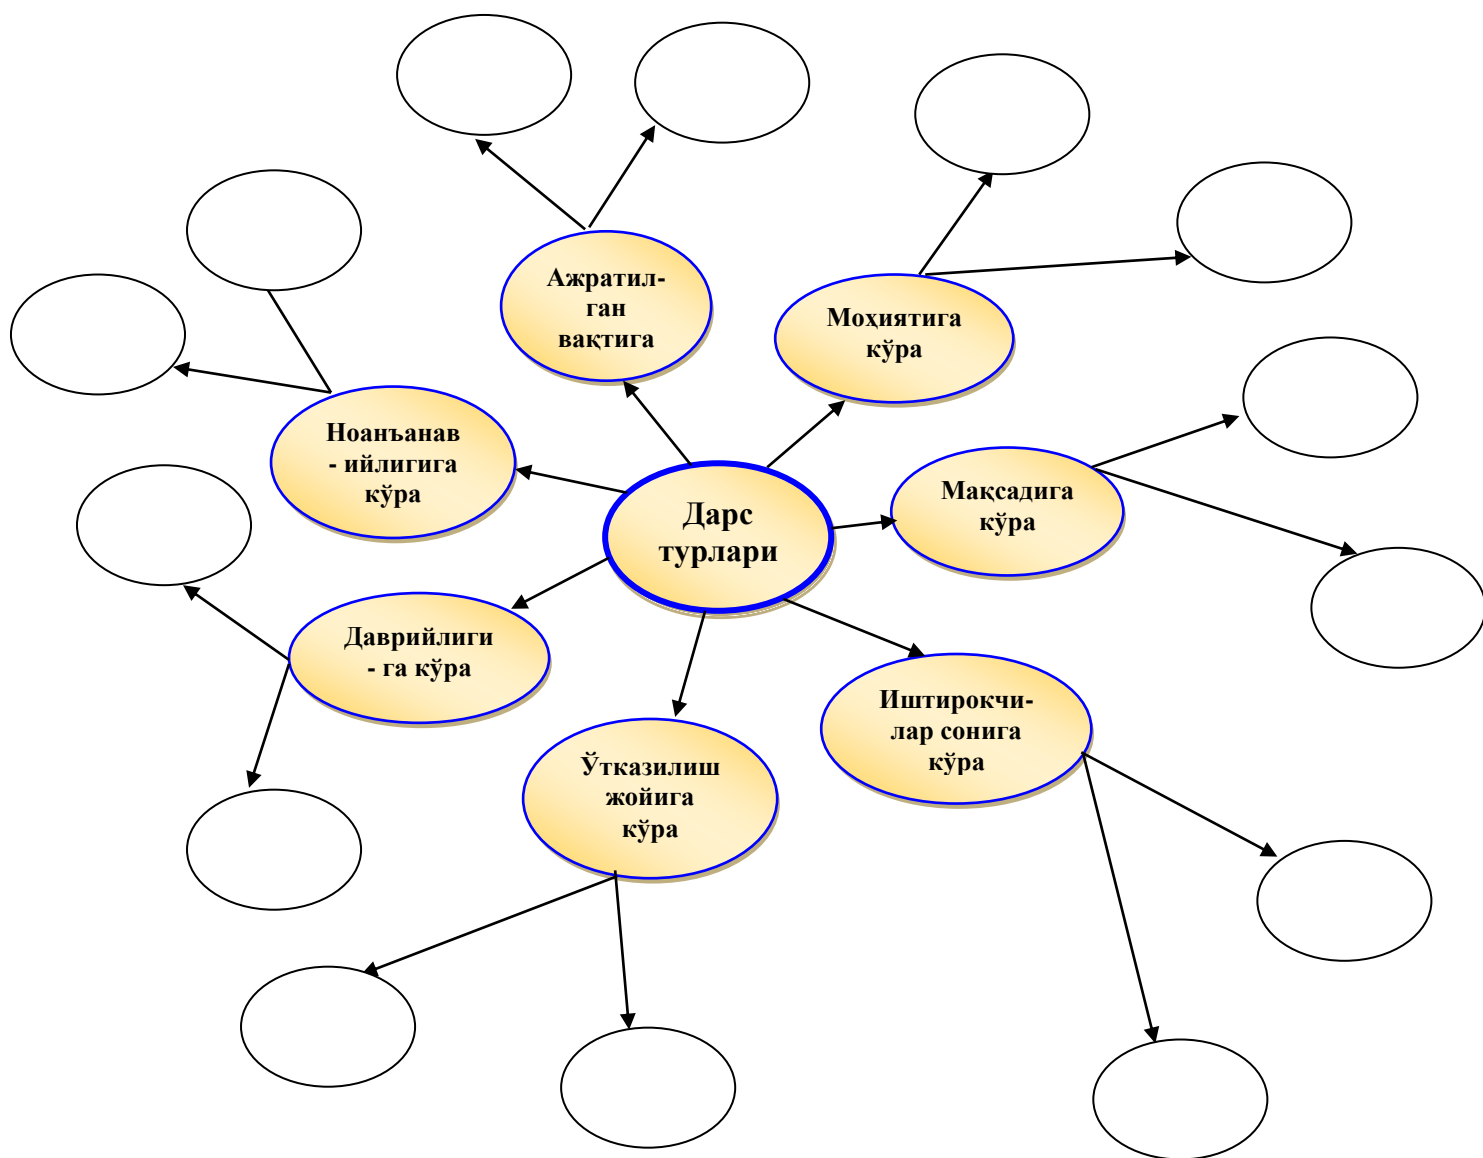 Ажратил-
ган
вақтига
Моҳиятига
кўра
Ноанъанав
- ийлигига
кўра
Мақсадига
кўра
Дарс
турлари
Даврийлиги
- га кўра
Иштирокчи-
лар сонига
кўра
Ўтказилиш
жойига
кўра